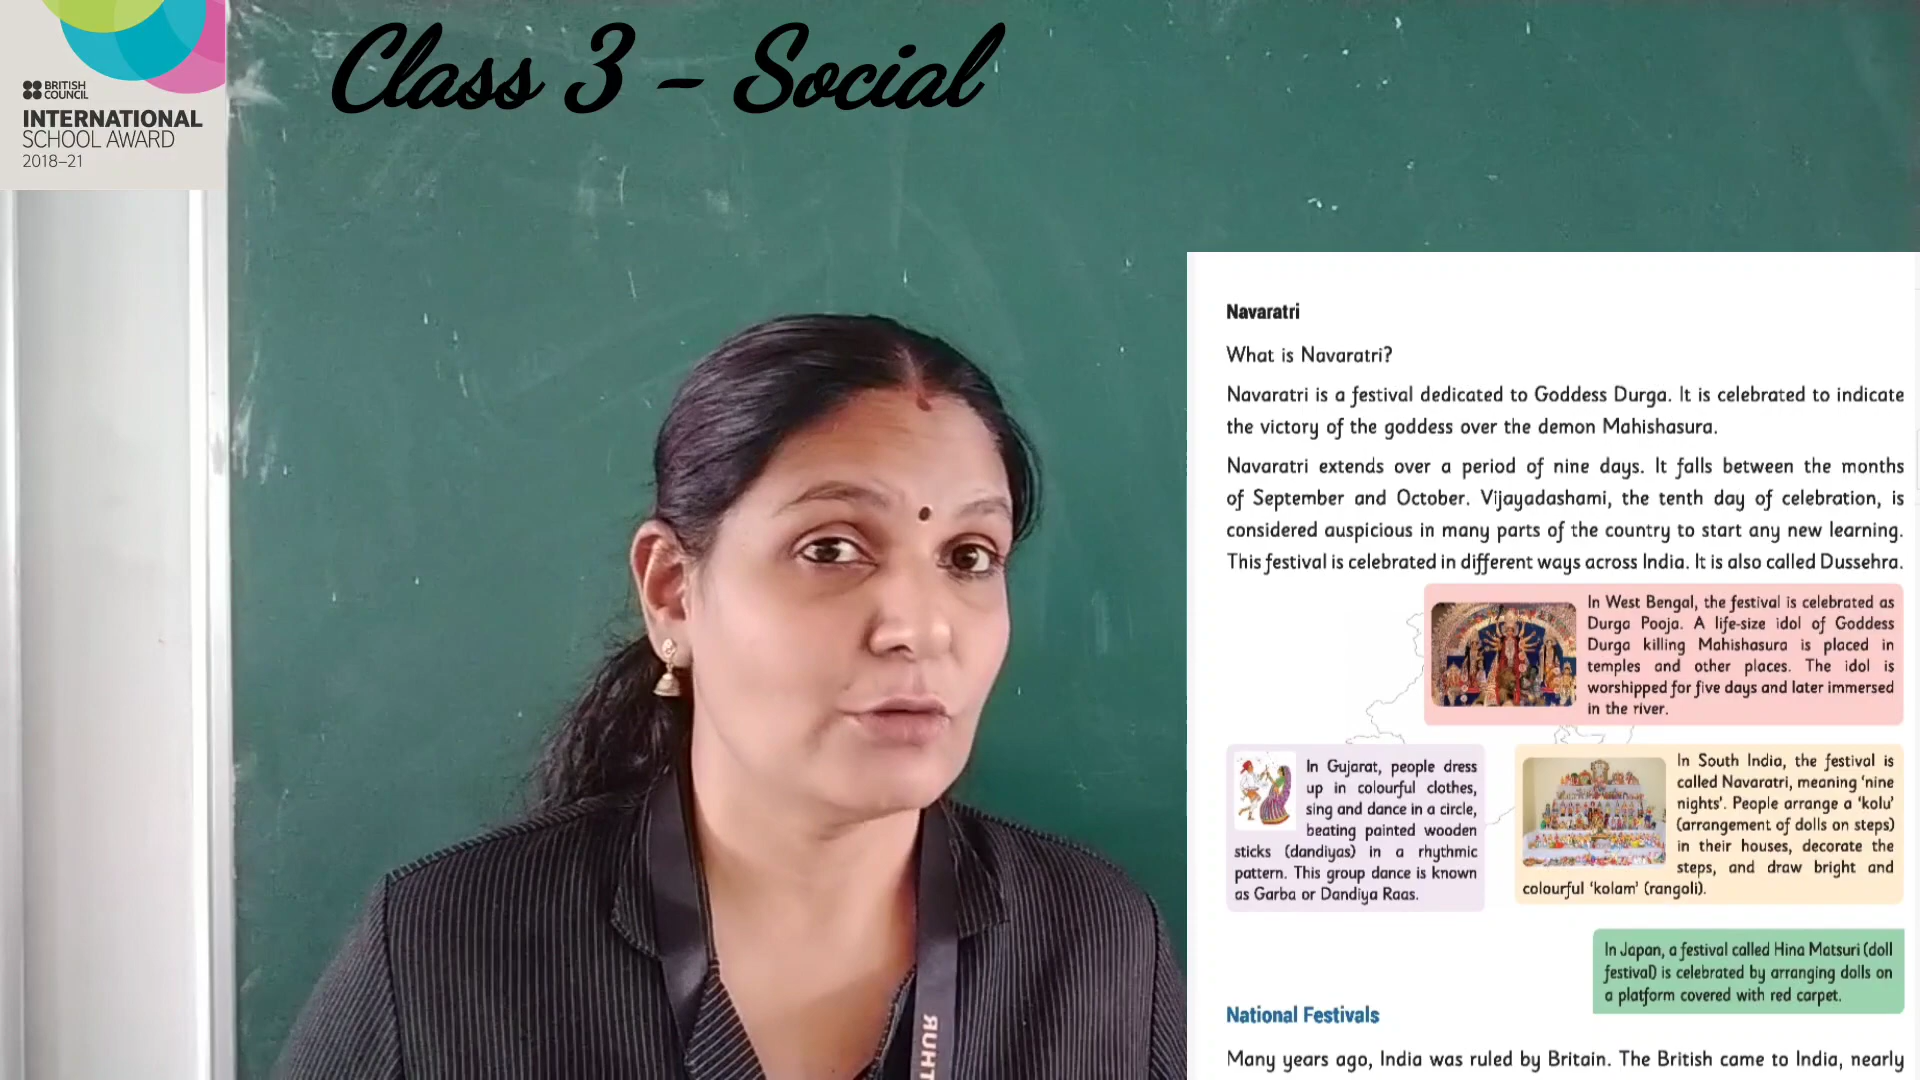 BRITISH
COUNCIL
INTERNATIONAL
SCHOOL AWARD
2018–21
Class 3 - Social
Navaratri
What is Navaratri?
Navaratri is a festival dedicated to Goddess Durga. It is celebrated to indicate
the victory of the goddess over the demon Mahishasura.
Navaratri extends over a period of nine days. It falls between the months
of September and October. Vijayadashami, the tenth day of celebration, is
considered auspicious in many parts of the country to start any new learning.
This festival is celebrated in different ways across India. It is also called Dussehra.
In West Bengal, the festival is celebrated as
Durga Pooja. A life-size idol of Goddess
Durga killing Mahishasura is placed in
temples and other places. The idol is
worshipped for five days and later immersed
in the river.
In Gujarat, people dress
up in colourful clothes,
sing and dance in a circle,
beating painted wooden
sticks (dandiyas) in a rhythmic
pattern. This group dance is known
as Garba or Dandiya Raas.
In South India, the festival is
called Navaratri, meaning ‘nine
nights’. People arrange a ‘kolu’
(arrangement of dolls on steps)
in their houses, decorate the
steps, and draw bright and
colourful ‘kolam’ (rangoli).
In Japan, a festival called Hina Matsuri (doll
festival) is celebrated by arranging dolls on
a platform covered with red carpet.
National Festivals
Many years ago, India was ruled by Britain. The British came to India, nearly
THUR